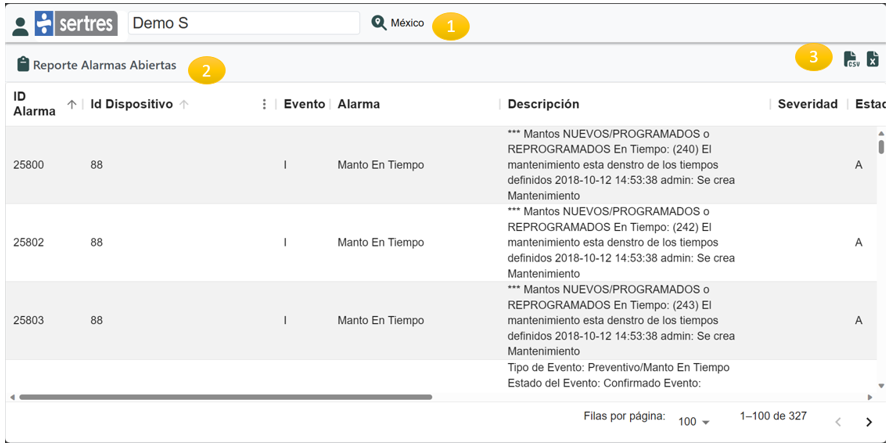 sertres Demo S México 1
Reporte Alarmas Abiertas 2 3 CSV X
ID Alarma Id Dispositivo Evento Alarma Descripción Severidad Estac
*** Mantos NUEVOS/PROGRAMADOS o
REPROGRAMADOS En Tiempo: (240) El
25800 88 I Manto En Tiempo mantenimiento esta denstro de los tiempos A
definidos 2018-10-12 14:53:38 admin: Se crea
Mantenimiento
*** Mantos NUEVOS/PROGRAMADOS o
REPROGRAMADOS En Tiempo: (242) El
25802 88 I Manto En Tiempo mantenimiento esta denstro de los tiempos A
definidos 2018-10-12 14:53:38 admin: Se crea
Mantenimiento
*** Mantos NUEVOS/PROGRAMADOS o
REPROGRAMADOS En Tiempo: (243) El
25803 88 I Manto En Tiempo mantenimiento esta denstro de los tiempos A
definidos 2018-10-12 14:53:38 admin: Se crea
Mantenimiento
Tipo de Evento: Preventivo/Manto En Tiempo
Estado del Evento: Confirmado Evento:
Filas por página: 100 1–100 de 327